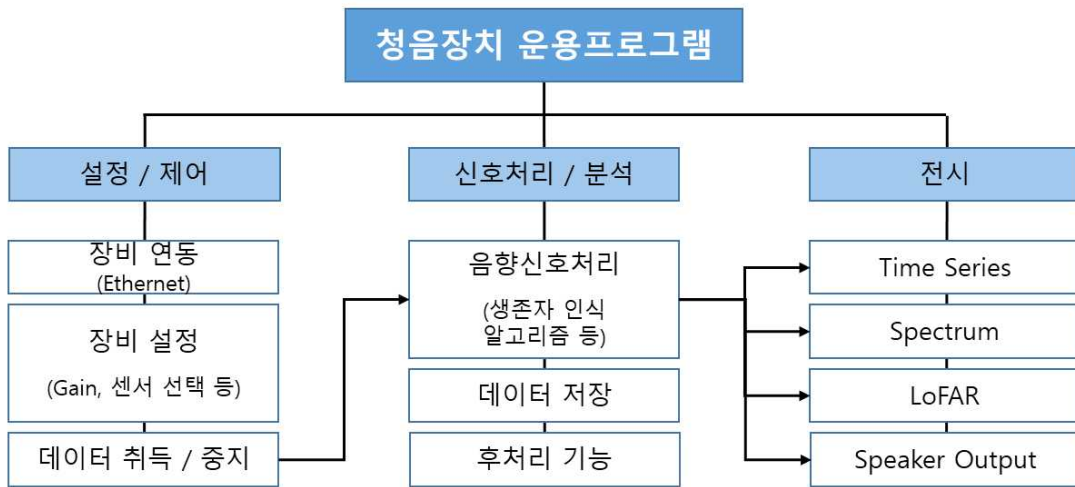 청음장치 운용프로그램
설정 / 제어
장비 연동
(Ethernet)
장비 설정
(Gain, 센서 선택 등)
데이터 취득 / 중지
신호처리 / 분석
음향신호처리
(생존자 인식
알고리즘 등)
데이터 저장
후처리 기능
전시
Time Series
Spectrum
LoFAR
Speaker Output